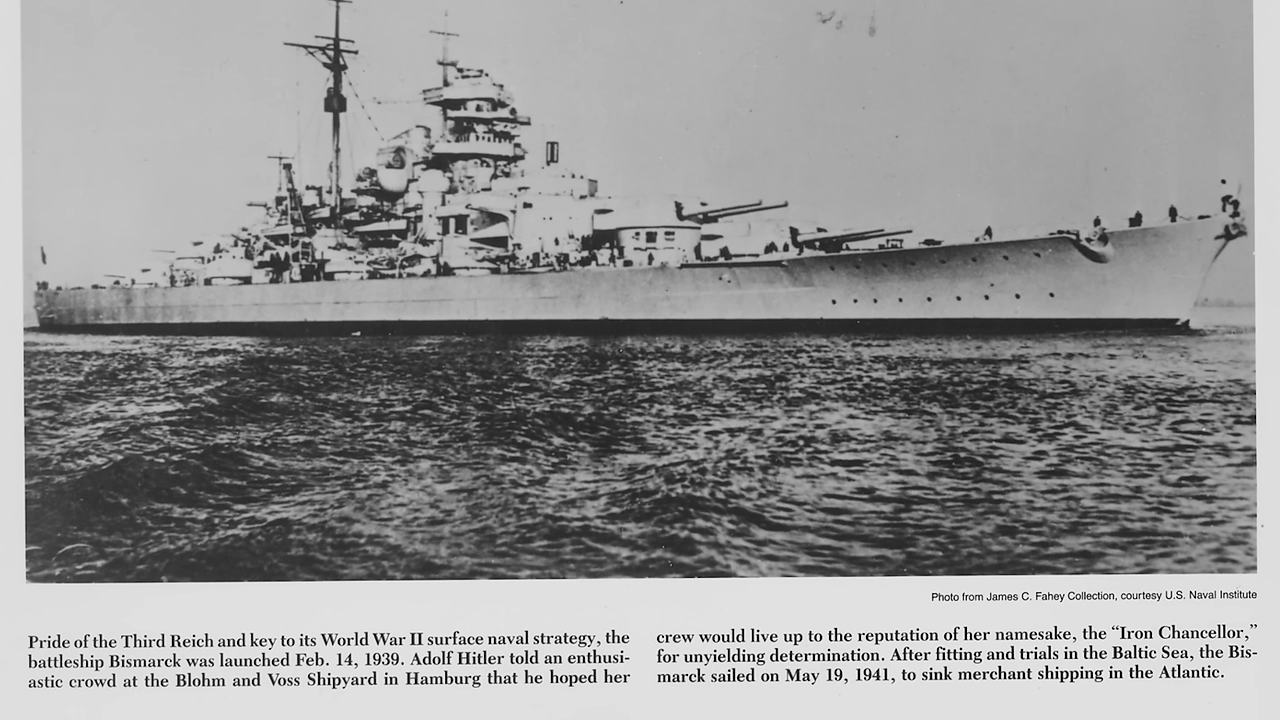 Photo from James C. Fahey Collection, courtesy U.S. Naval Institute
Pride of the Third Reich and key to its World War II surface naval strategy, the
battleship Bismarck was launched Feb. 14, 1939. Adolf Hitler told an enthusi-
astic crowd at the Blohm and Voss Shipyard in Hamburg that he hoped her
crew would live up to the reputation of her namesake, the “Iron Chancellor,”
for unyielding determination. After fitting and trials in the Baltic Sea, the Bis-
marck sailed on May 19, 1941, to sink merchant shipping in the Atlantic.